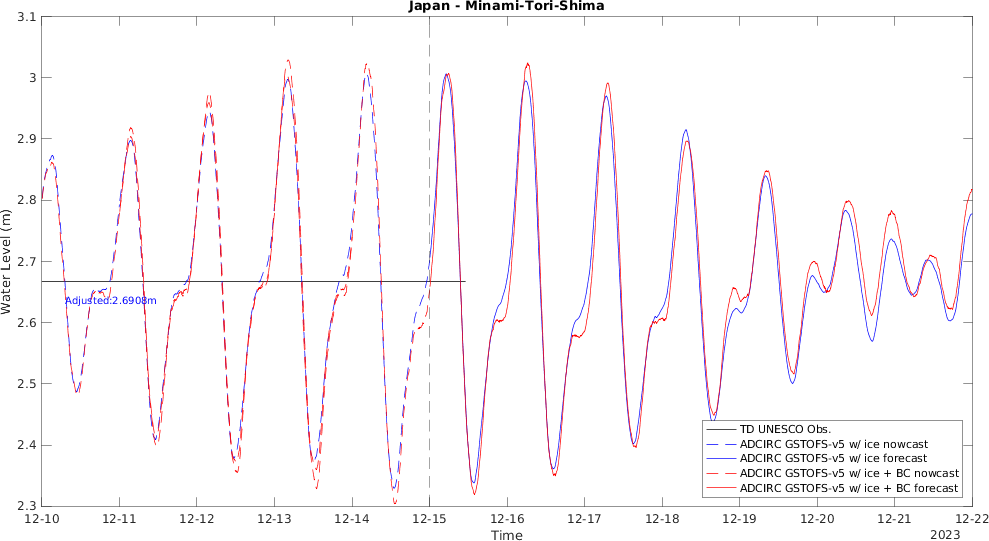 Japan - Minami-Tori-Shima
3.1
3
2.9
2.8
2.7
2.6
2.5
2.4
2.3
Water Level (m)
Adjusted:2.6908m
TD UNESCO Obs.
ADCIRC GSTOFS-v5 w/ ice nowcast
ADCIRC GSTOFS-v5 w/ ice forecast
ADCIRC GSTOFS-v5 w/ ice + BC nowcast
ADCIRC GSTOFS-v5 w/ ice + BC forecast
12-10 12-11 12-12 12-13 12-14 12-15 12-16 12-17 12-18 12-19 12-20 12-21 12-22
Time
2023